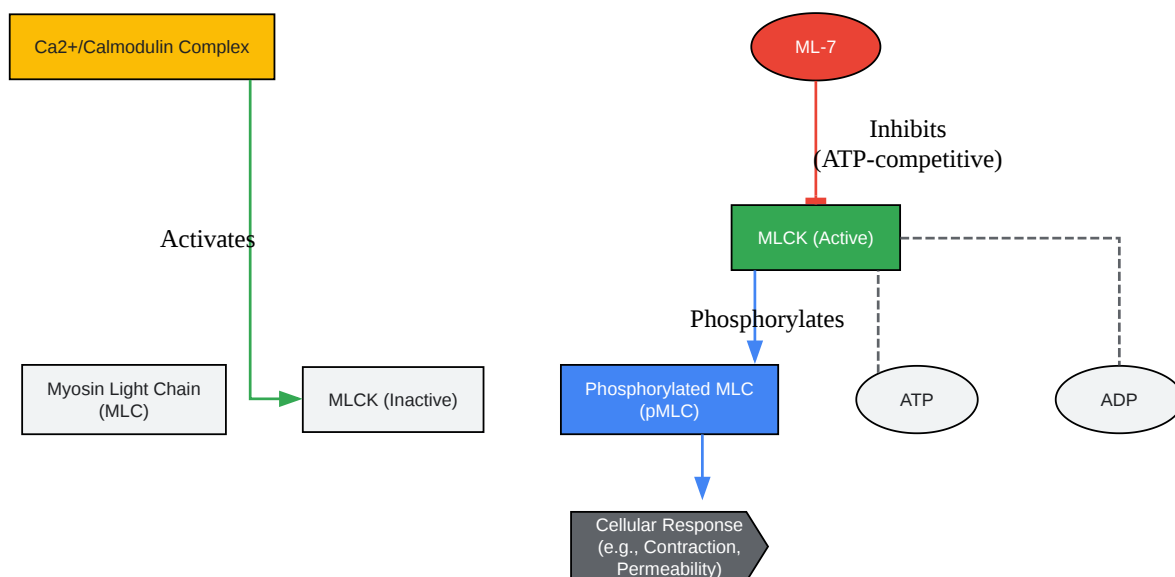 Ca2+/Calmodulin Complex
ML-7
Inhibits
(ATP-competitive)
Activates
MLCK (Active)
Phosphorylates
Myosin Light Chain
(MLC)
MLCK (Inactive)
Phosphorylated MLC
(pMLC)
ATP
ADP
Cellular Response
(e.g., Contraction,
Permeability)